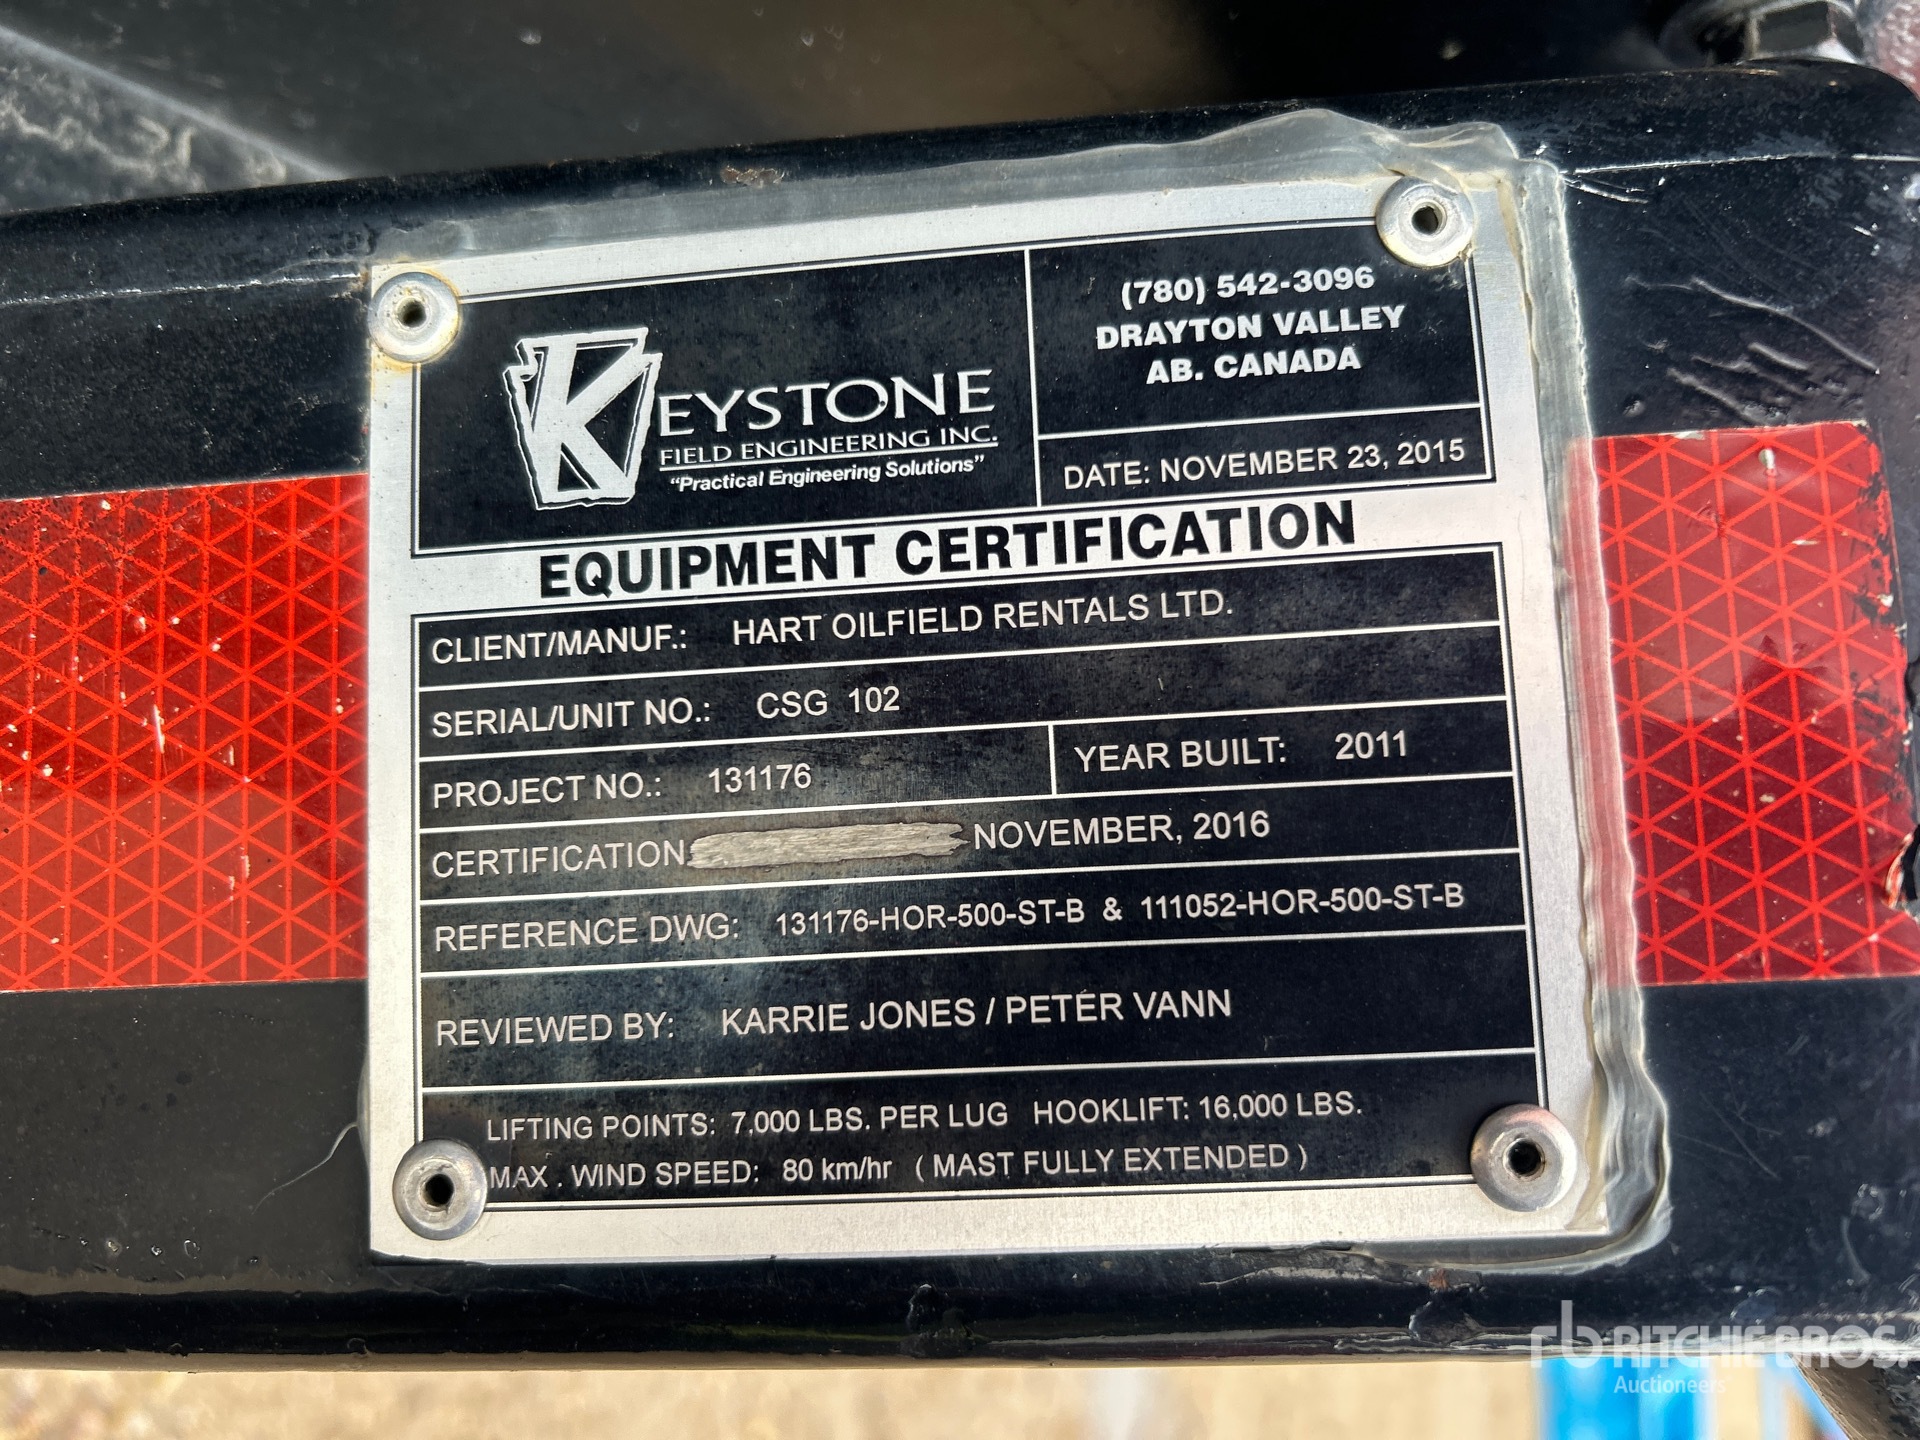 KEYSTONE
FIELD ENGINEERING INC.
"Practical Engineering Solutions"
(780) 542-3096
DRAYTON VALLEY
AB. CANADA
DATE: NOVEMBER 23, 2015
EQUIPMENT CERTIFICATION
CLIENT/MANUF.: HART OILFIELD RENTALS LTD.
SERIAL/UNIT NO.: CSG 102
PROJECT NO.: 131176 YEAR BUILT: 2011
CERTIFICATION NOVEMBER, 2016
REFERENCE DWG: 131176-HOR-500-ST-B & 111052-HOR-500-ST-B
REVIEWED BY: KARRIE JONES / PETER VANN
LIFTING POINTS: 7,000 LBS. PER LUG HOOKLIFT: 16,000 LBS.
MAX . WIND SPEED: 80 km/hr ( MAST FULLY EXTENDED )
rb RITCHIE BROS.
Auctioneers